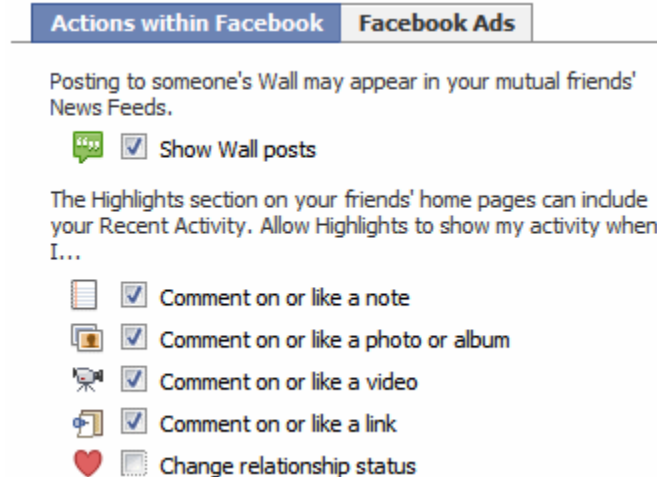 Actions within Facebook Facebook Ads
Posting to someone's Wall may appear in your mutual friends'
News Feeds.
Show Wall posts
The Highlights section on your friends' home pages can include
your Recent Activity. Allow Highlights to show my activity when
I...
Comment on or like a note
Comment on or like a photo or album
Comment on or like a video
Comment on or like a link
Change relationship status